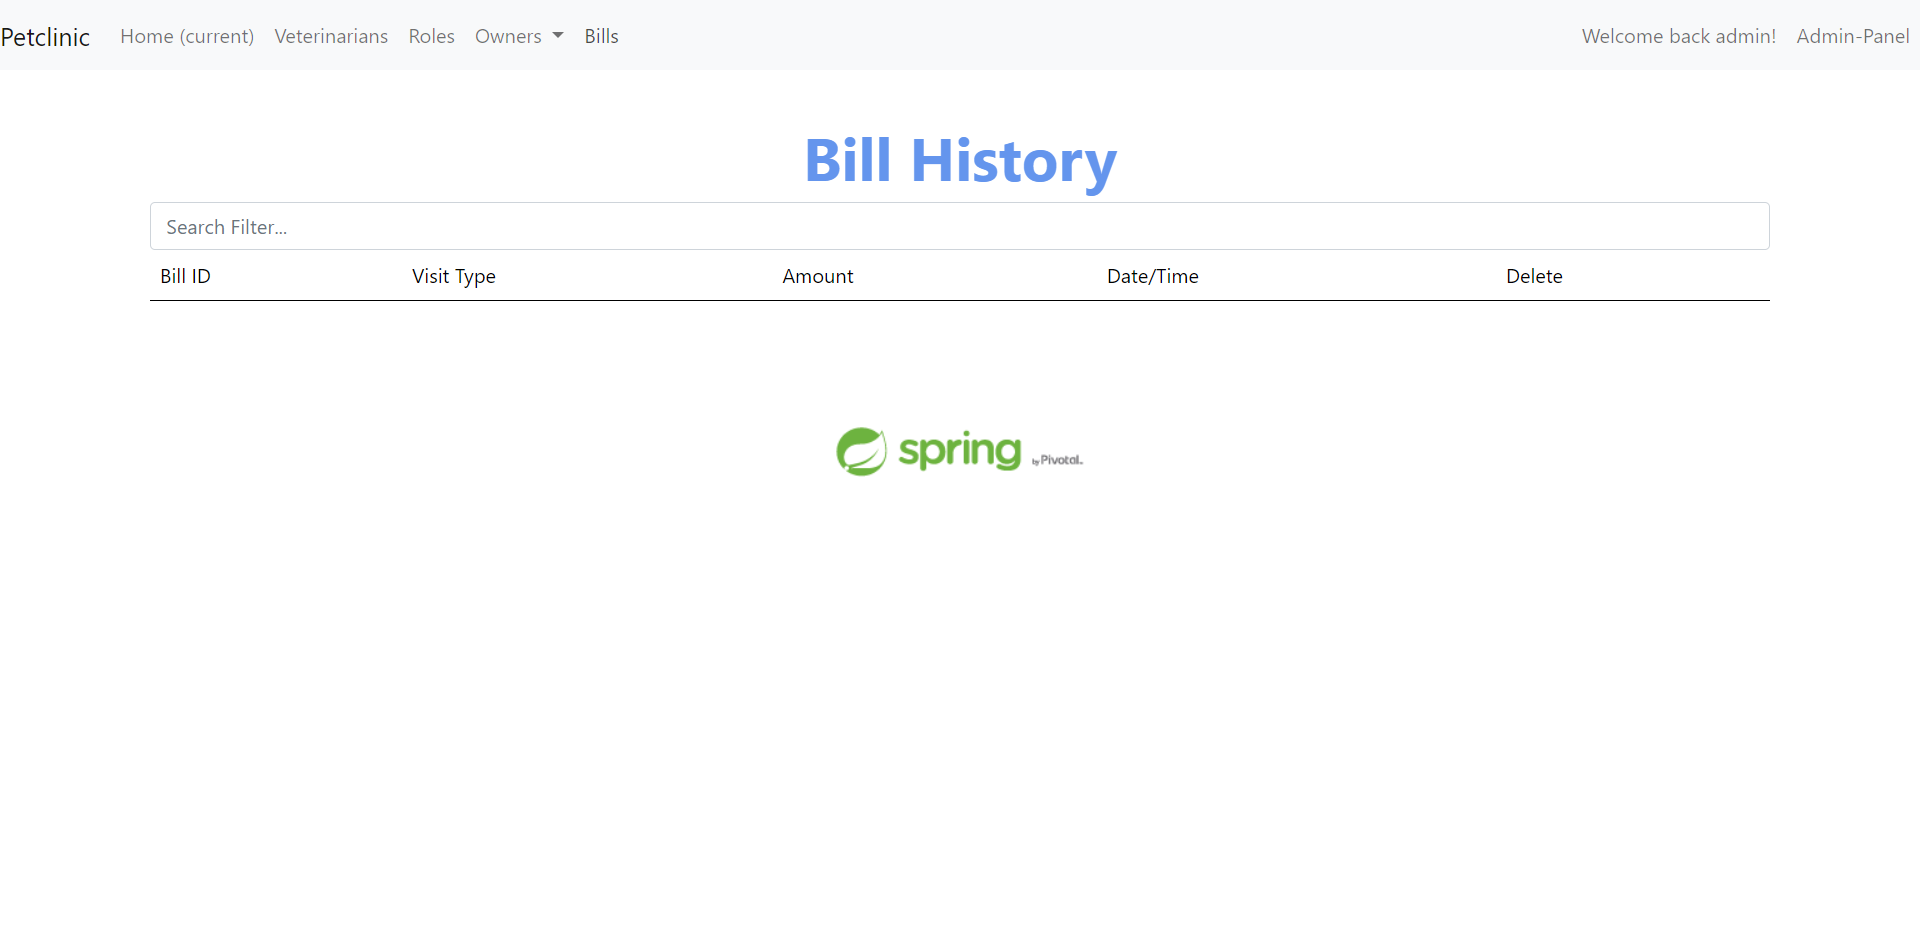 Petclinic Home (current) Veterinarians Roles Owners Bills Welcome back admin! Admin-Panel
Bill History
Search Filter...
Bill ID Visit Type Amount Date/Time Delete
spring by Pivotal.